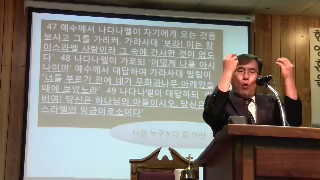 47 예수께서 나다나엘이 자기에게 오는 것을
보시고 그를 가리켜 가라사대 보라! 이는 참
이스라엘 사람이라 그 속에 간사한 것이 없도
다 48 나다나엘이 가로되 어떻게 나를 아시
나이까 예수께서 대답하여 가라사대 빌립이
너를 부르기 전에 네가 무화과나무 아래 있을
때에 보았노라 49 나다나엘이 대답하되
비여! 당신은 하나님의 아들이시요, 당신은
스라엘의 임금이로소이다